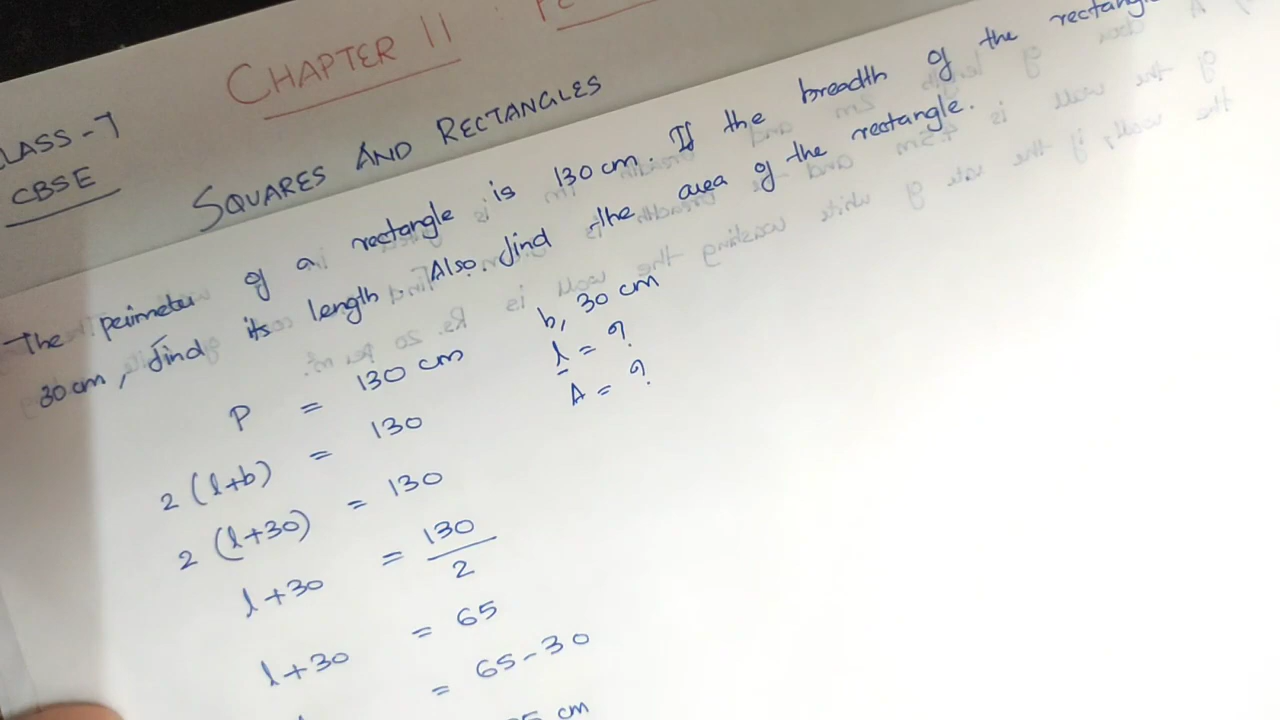 CHAPTER 11 :
LASS-7
CBSE
SQUARES AND RECTANGLES
The perimeter of a rectangle is 130 cm. If the breadth of the rectang
30 cm, find its length. Also find the area of the rectangle.
P = 130 cm
b, 30 cm
l = ?
A = ?
2 (l+b) = 130
2 (l+30) = 130
l+30 = 130/2
l+30 = 65
= 65-30
cm